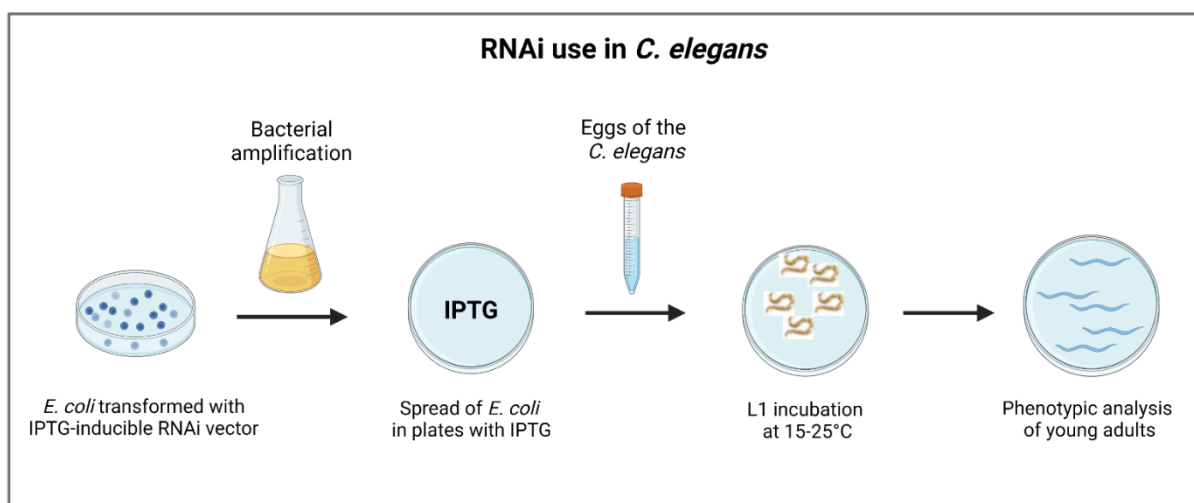 RNAi use in C. elegans
Bacterial
amplification
Eggs of the
C. elegans
IPTG
E. coli transformed with
IPTG-inducible RNAi vector
Spread of E. coli
in plates with IPTG
L1 incubation
at 15-25°C
Phenotypic analysis
of young adults